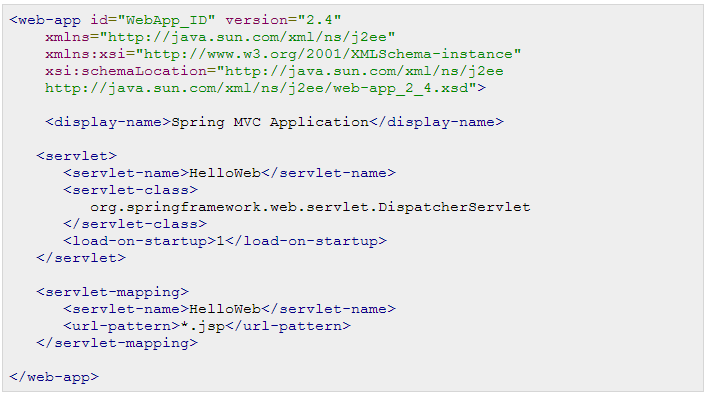 <web-app id="WebApp_ID" version="2.4"
    xmlns="http://java.sun.com/xml/ns/j2ee"
    xmlns:xsi="http://www.w3.org/2001/XMLSchema-instance"
    xsi:schemaLocation="http://java.sun.com/xml/ns/j2ee
    http://java.sun.com/xml/ns/j2ee/web-app_2_4.xsd">

    <display-name>Spring MVC Application</display-name>

   <servlet>
      <servlet-name>HelloWeb</servlet-name>
      <servlet-class>
         org.springframework.web.servlet.DispatcherServlet
      </servlet-class>
      <load-on-startup>1</load-on-startup>
   </servlet>

   <servlet-mapping>
      <servlet-name>HelloWeb</servlet-name>
      <url-pattern>*.jsp</url-pattern>
   </servlet-mapping>

</web-app>